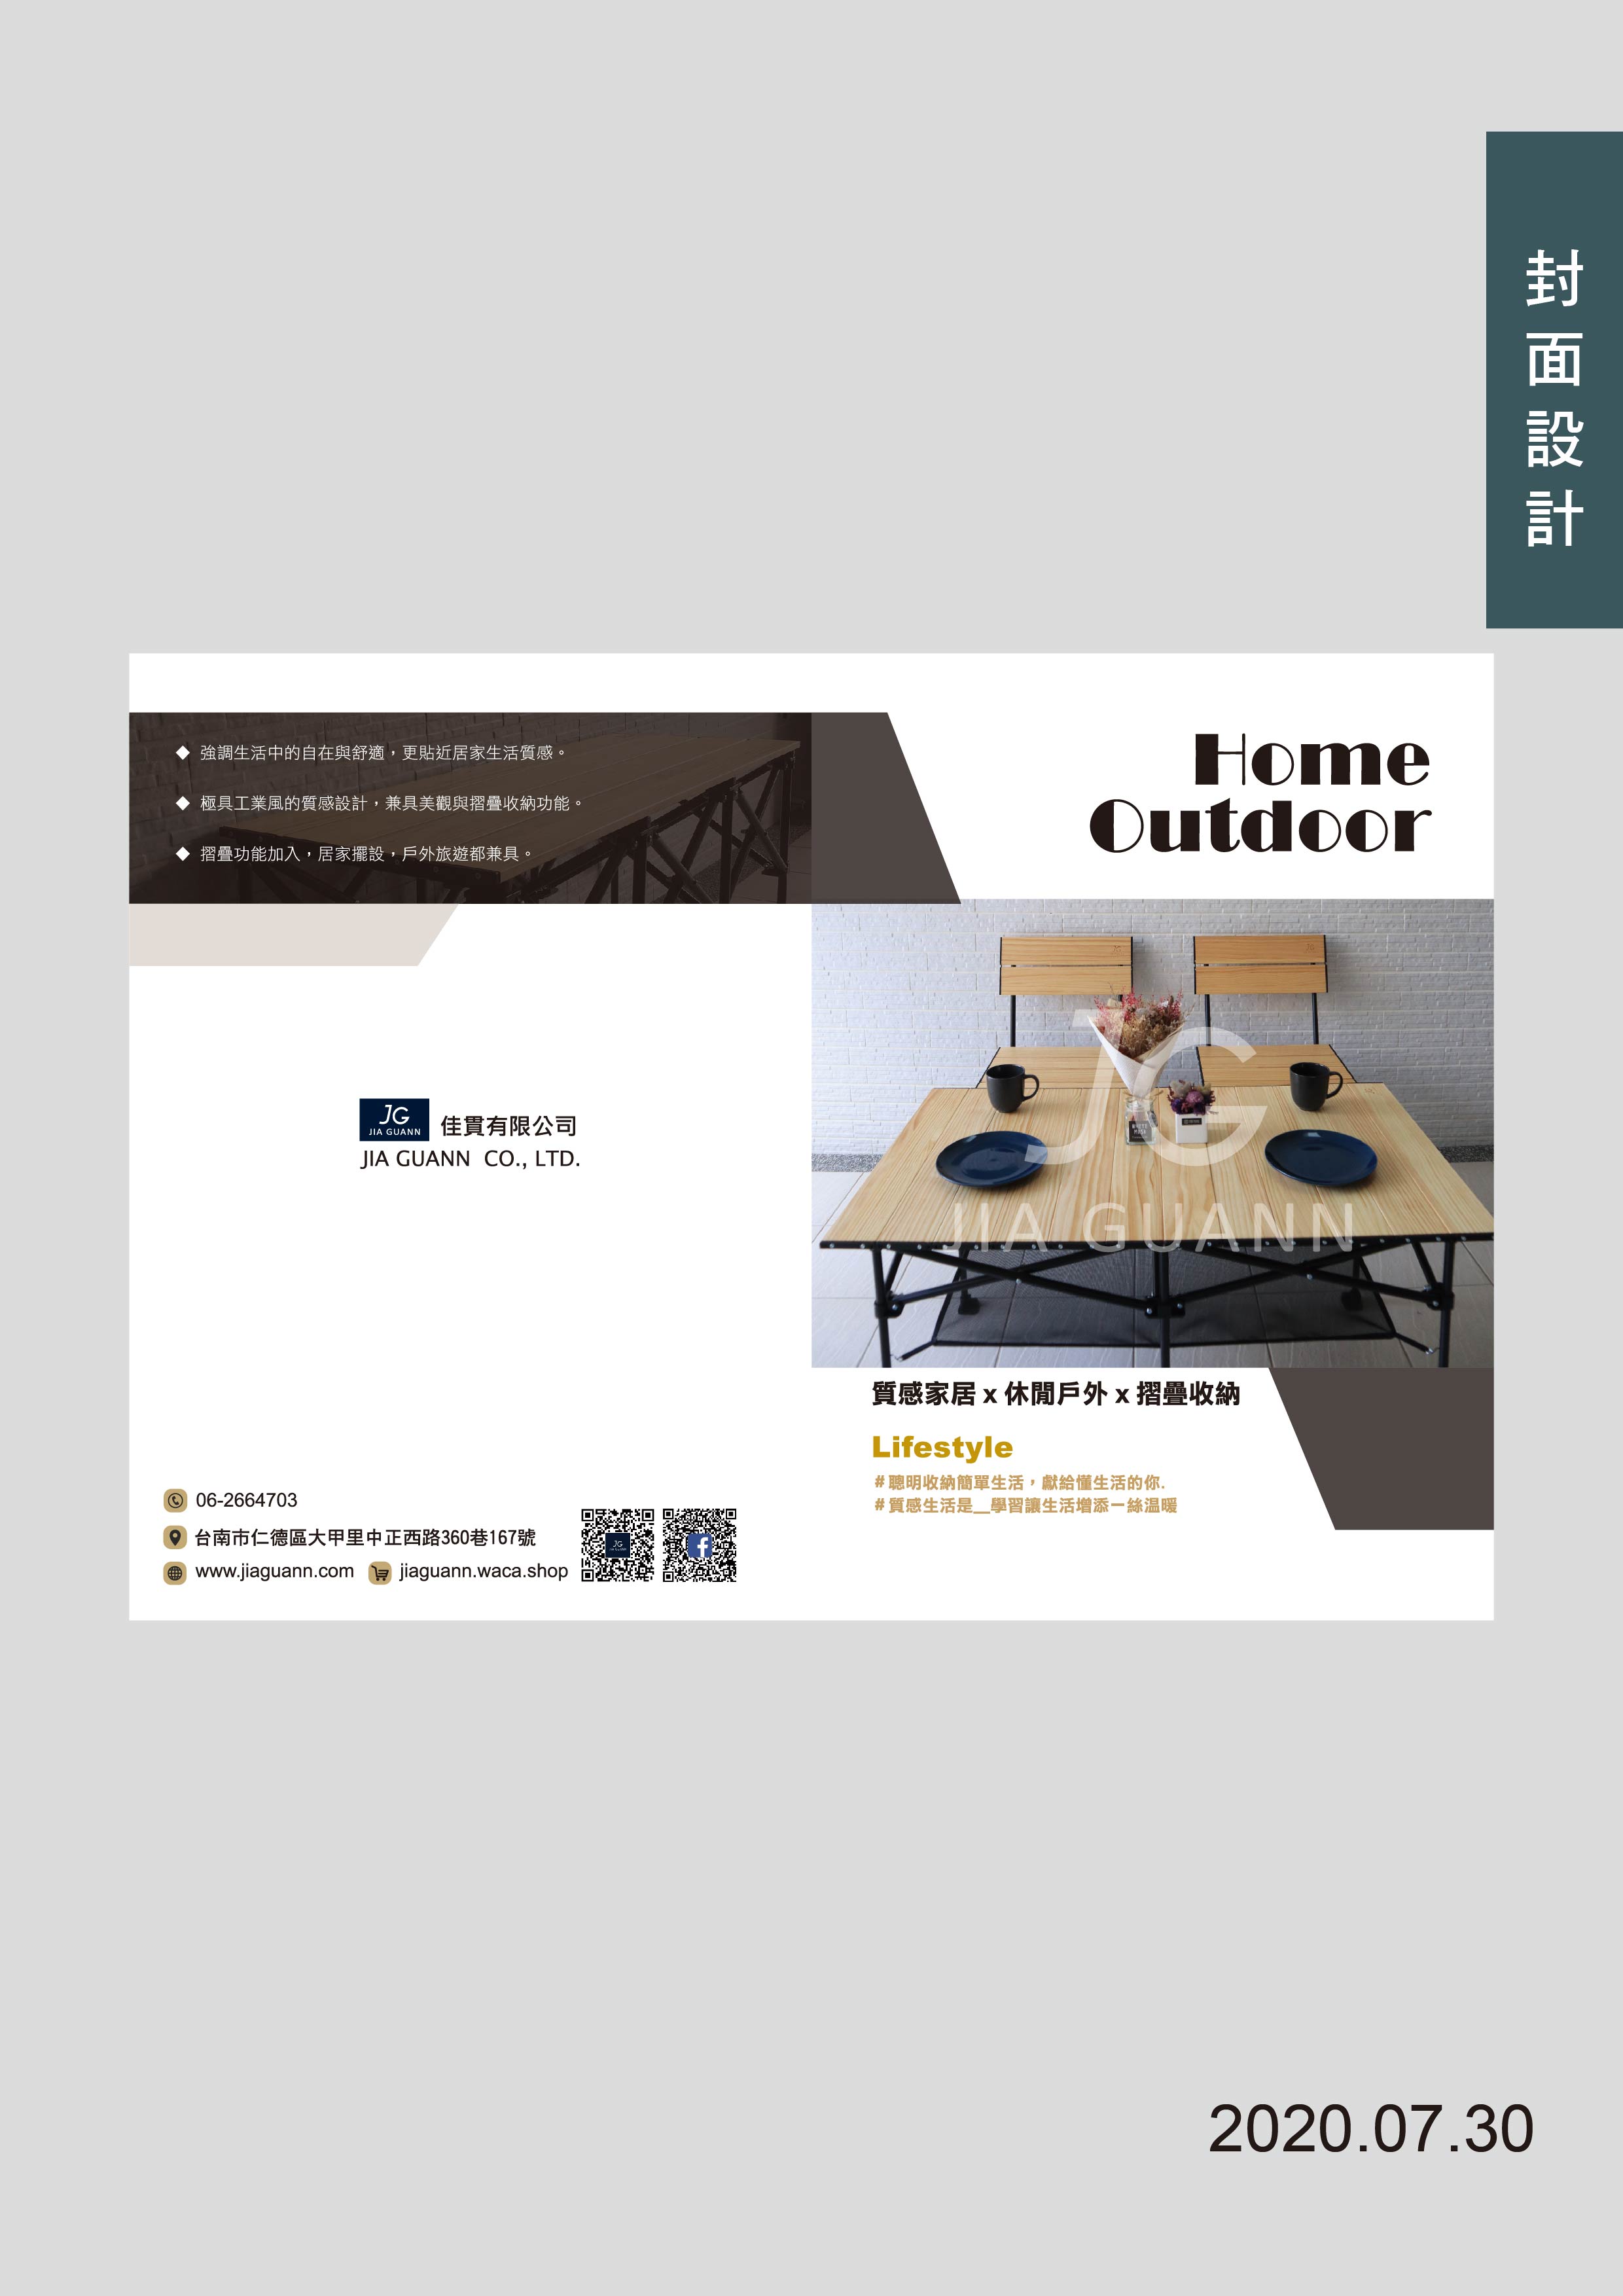 封面設計
◆ 強調生活中的自在與舒適，更貼近居家生活質感。
◆ 極具工業風的質感設計，兼具美觀與摺疊收納功能。
◆ 摺疊功能加入，居家擺設，戶外旅遊都兼具。
Home
Outdoor
JG
JIA GUANN
JG
JIA GUANN
佳貫有限公司
JIA GUANN CO., LTD.
質感家居 x 休閒戶外 x 摺疊收納
Lifestyle
＃聰明收納簡單生活，獻給懂生活的你.
＃質感生活是__學習讓生活增添一絲温暖
06-2664703
台南市仁德區大甲里中正西路360巷167號
www.jiaguann.com jiaguann.waca.shop
2020.07.30